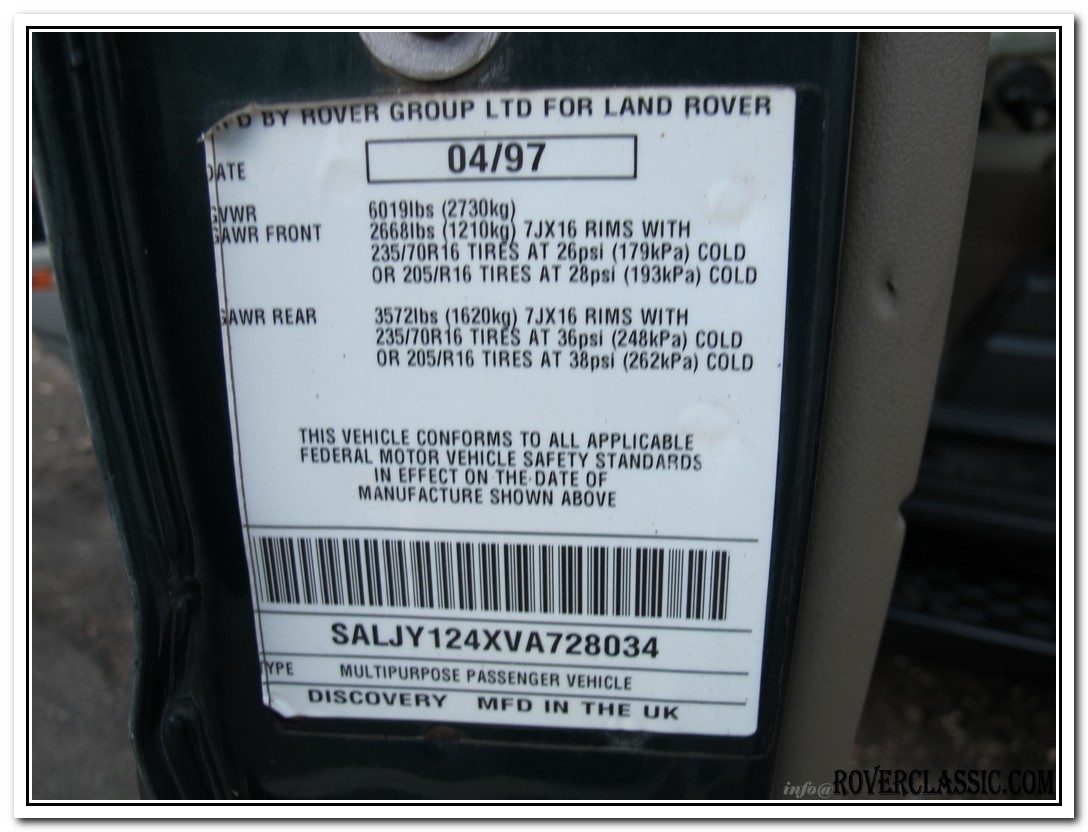 MFD BY ROVER GROUP LTD FOR LAND ROVER
DATE 04/97
GVWR 6019lbs (2730kg)
GAWR FRONT 2668lbs (1210kg) 7JX16 RIMS WITH
235/70R16 TIRES AT 26psi (179kPa) COLD
OR 205/R16 TIRES AT 28psi (193kPa) COLD
GAWR REAR 3572lbs (1620kg) 7JX16 RIMS WITH
235/70R16 TIRES AT 36psi (248kPa) COLD
OR 205/R16 TIRES AT 38psi (262kPa) COLD
THIS VEHICLE CONFORMS TO ALL APPLICABLE
FEDERAL MOTOR VEHICLE SAFETY STANDARDS
IN EFFECT ON THE DATE OF
MANUFACTURE SHOWN ABOVE
SALJY124XVA728034
TYPE MULTIPURPOSE PASSENGER VEHICLE
DISCOVERY MFD IN THE UK
info@ROVERCLASSIC.COM